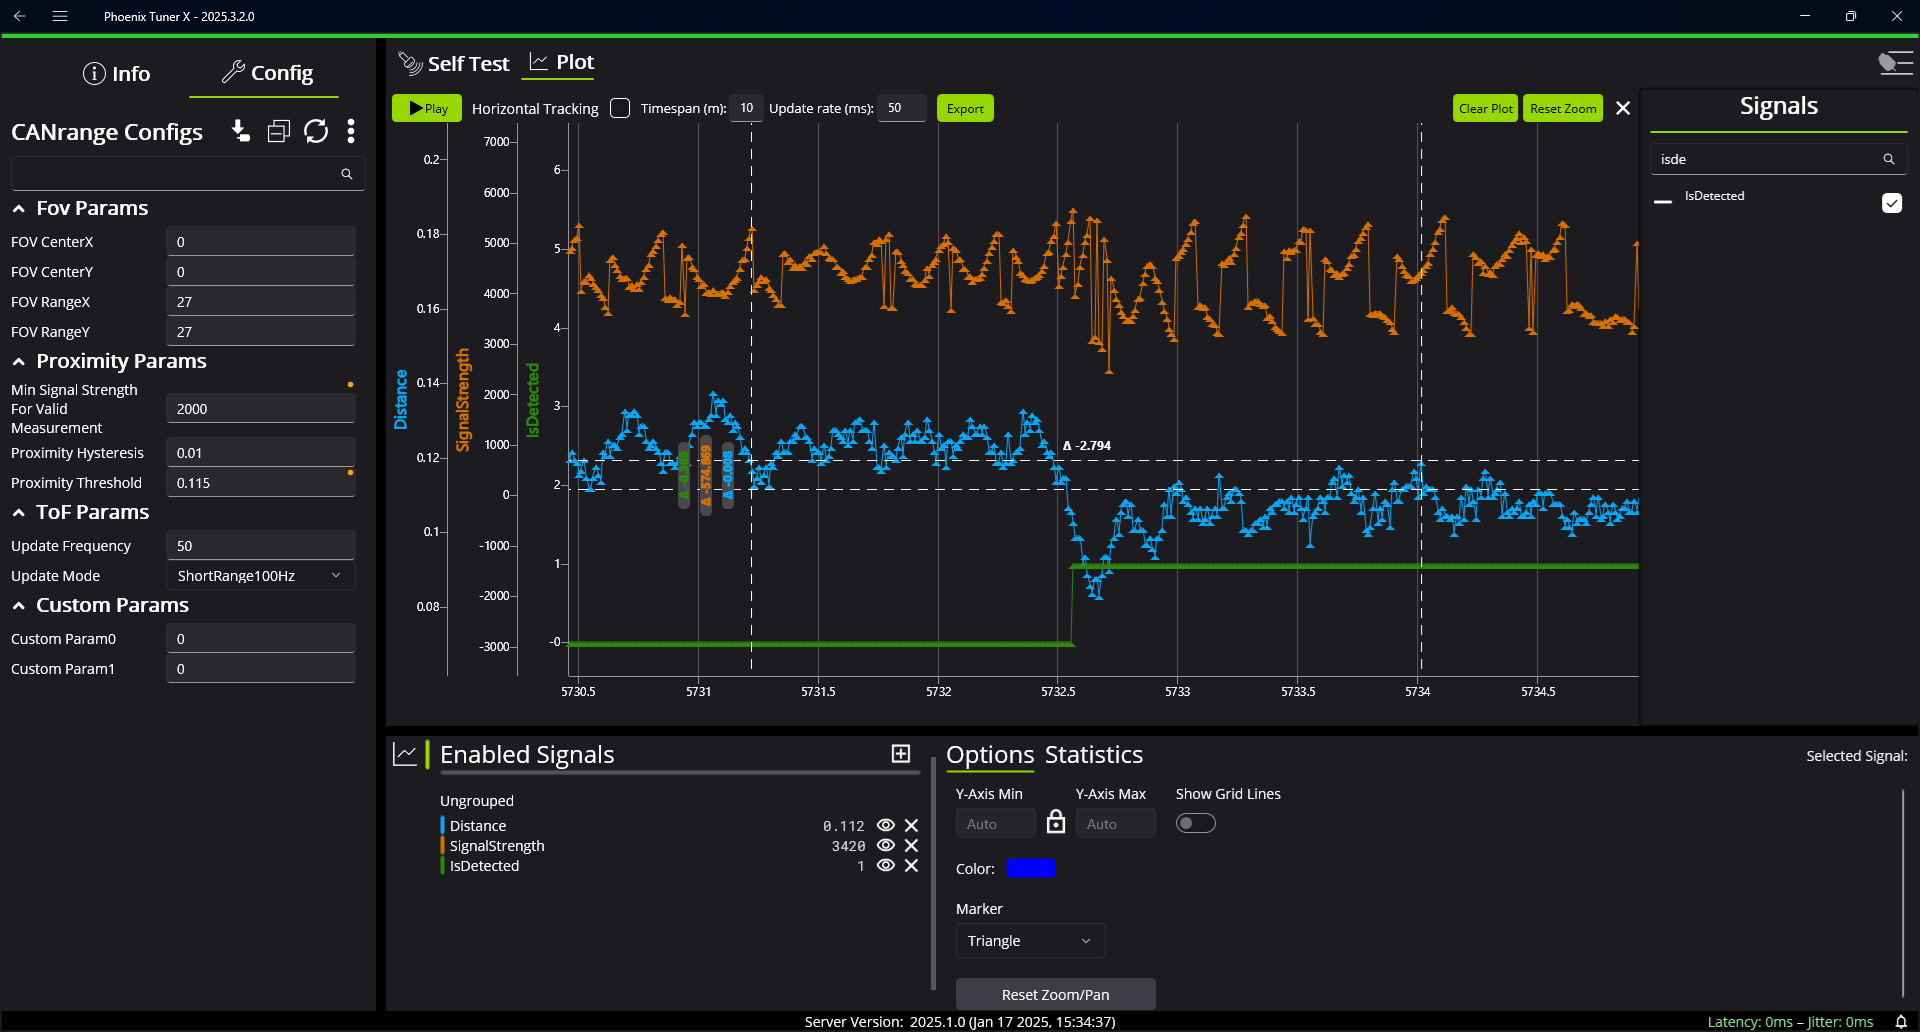 Phoenix Tuner X - 2025.3.2.0
Info
Config
CANrange Configs
Fov Params
FOV CenterX 0
FOV CenterY 0
FOV RangeX 27
FOV RangeY 27
Proximity Params
Min Signal Strength
For Valid
Measurement
2000
Proximity Hysteresis 0.01
Proximity Threshold 0.115
ToF Params
Update Frequency 50
Update Mode ShortRange100Hz
Custom Params
Custom Param0 0
Custom Param1 0
Self Test
Plot
Play Horizontal Tracking Timespan (m): 10 Update rate (ms): 50 Export
Clear Plot Reset Zoom
Distance
0.2
0.18
0.16
0.14
0.12
0.1
0.08
SignalStrength
7000
6000
5000
4000
3000
2000
1000
0
-1000
-2000
-3000
IsDetected
6
5
4
3
2
1
-0
Δ -574.869
Δ -0.008
Δ -2.794
5730.5 5731 5731.5 5732 5732.5 5733 5733.5 5734 5734.5
Signals
isde
IsDetected
Enabled Signals
Ungrouped
Distance 0.112
SignalStrength 3420
IsDetected 1
Options Statistics
Selected Signal:
Y-Axis Min Y-Axis Max Show Grid Lines
Auto Auto
Color:
Marker
Triangle
Reset Zoom/Pan
Server Version: 2025.1.0 (Jan 17 2025, 15:34:37)
Latency: 0ms – Jitter: 0ms